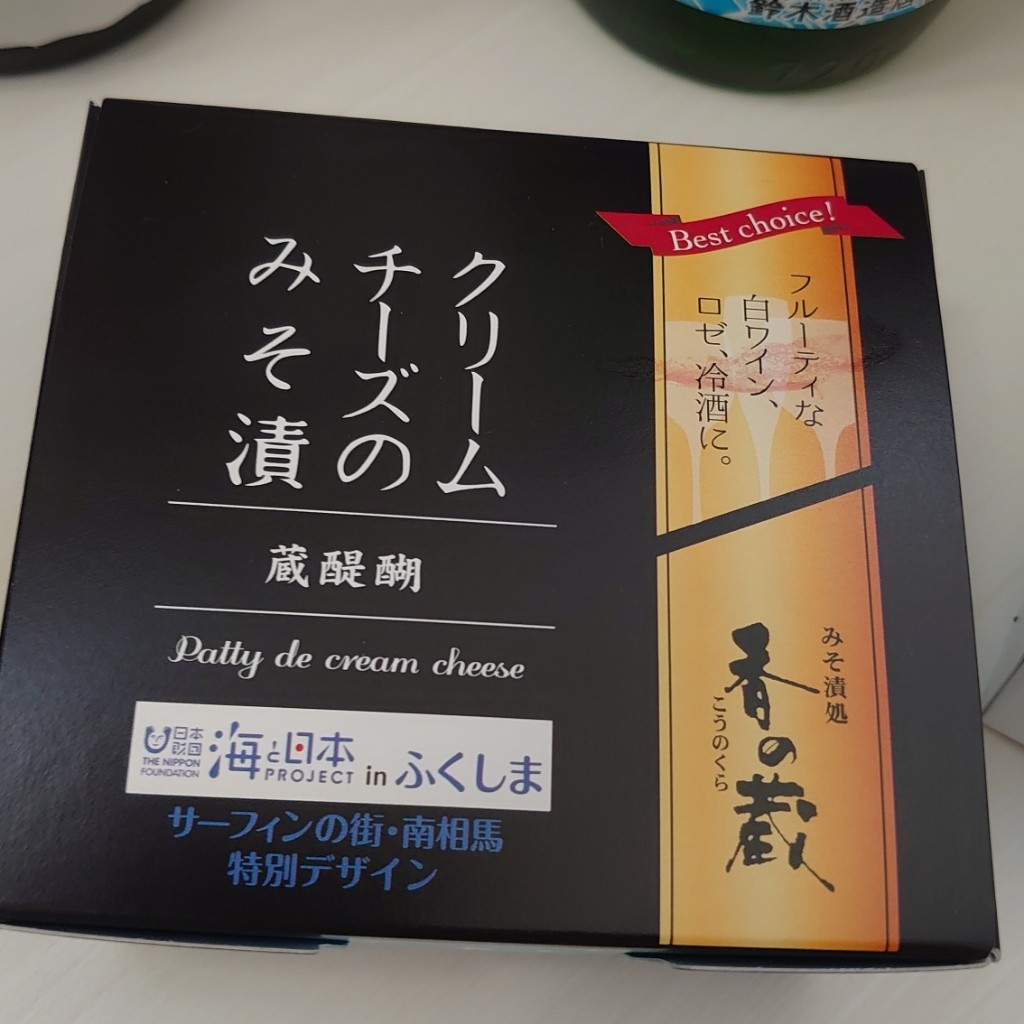 鈴木酒造店
Best choice!
フルーティな
白ワイン、
ロゼ、冷酒に。
クリーム
チーズの
みそ漬
蔵醍醐
Patty de cream cheese
日本
財団
THE NIPPON
FOUNDATION
海と日本
PROJECT
in ふくしま
サーフィンの街・南相馬
特別デザイン
みそ漬処
香の蔵
こうのくら